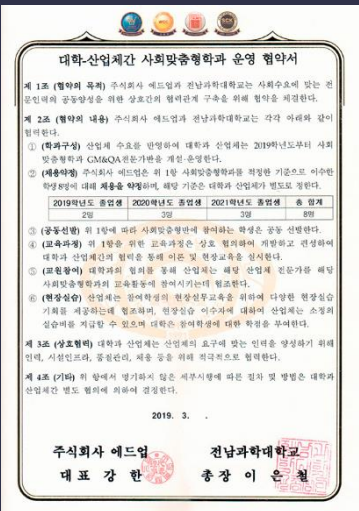 대학-산업체간 사회맞춤형학과 운영 협약서
제 1조 (협약의 목적) 주식회사 에드업과 전남과학대학교는 사회수요에 맞는 전
문인력의 공동양성을 위한 상호간의 협력관계 구축을 위해 협약을 체결한다.
제 2조 (협약의 내용) 주식회사 에드업과 전남과학대학교는 각각 아래와 같이
협력한다.
① (학과구성) 산업체 수요를 반영하여 대학과 산업체는 2019학년도부터 사회
맞춤형학과 GM&QA전문가반을 개설·운영한다.
② (채용약정) 주식회사 에드업은 위 1항 사회맞춤형학과를 적정한 기준으로 이수한
학생 8명에 대해 채용을 약정하며, 해당 기준은 대학과 산업체가 별도로 정한다.
2019학년도 졸업생 2020학년도 졸업생 2021학년도 졸업생 총 합계
2명 3명 3명 8명
③ (공동선발) 위 1항에 따라 사회맞춤형반에 참여하는 학생은 공동 선발한다.
④ (교육과정) 위 1항을 위한 교육과정은 상호 협의하여 개발하고 편성하여
대학과 산업체간의 협력을 통해 이론 및 현장교육을 실시한다.
⑤ (교원참여) 대학과의 협의를 통해 산업체는 해당 산업체 전문가를 해당
사회맞춤형학과의 교육활동에 참여시키는데 협조한다.
⑥ (현장실습) 산업체는 참여학생의 현장실무교육을 위하여 다양한 현장실습
기회를 제공하는데 협조하며, 현장실습 이수자에 대하여 산업체는 소정의
실습비를 지급할 수 있으며 대학은 참여학생에 대한 학점을 부여한다.
제 3조 (상호협력) 대학과 산업체는 산업체의 요구에 맞는 인력을 양성하기 위해
인력, 시설인프라, 품질관리, 채용 등을 위해 적극적으로 협력한다.
제 4조 (기타) 위 항에서 명기하지 않은 세부시행에 따른 절차 및 방법은 대학과
산업체간 별도 협의에 의하여 결정한다.
2019. 3. .
주식회사 에드업 전남과학대학교
대표 강 한 총장 이 은 철